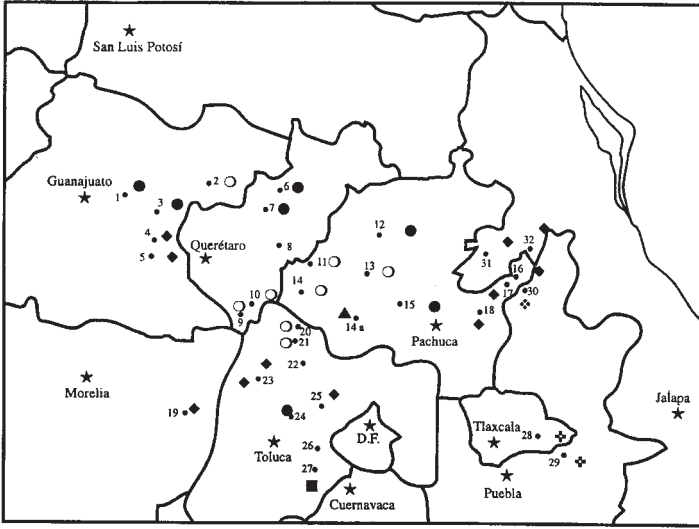 San Luis Potosí
Guanajuato
1
2
3
4
5
6
7
8
Querétaro
9
10
11
12
13
14
14 a
15
Pachuca
16
17
18
30
31
32
Morelia
19
20
21
22
23
24
25
26
27
Toluca
D.F.
Cuernavaca
Tlaxcala
28
29
Puebla
Jalapa